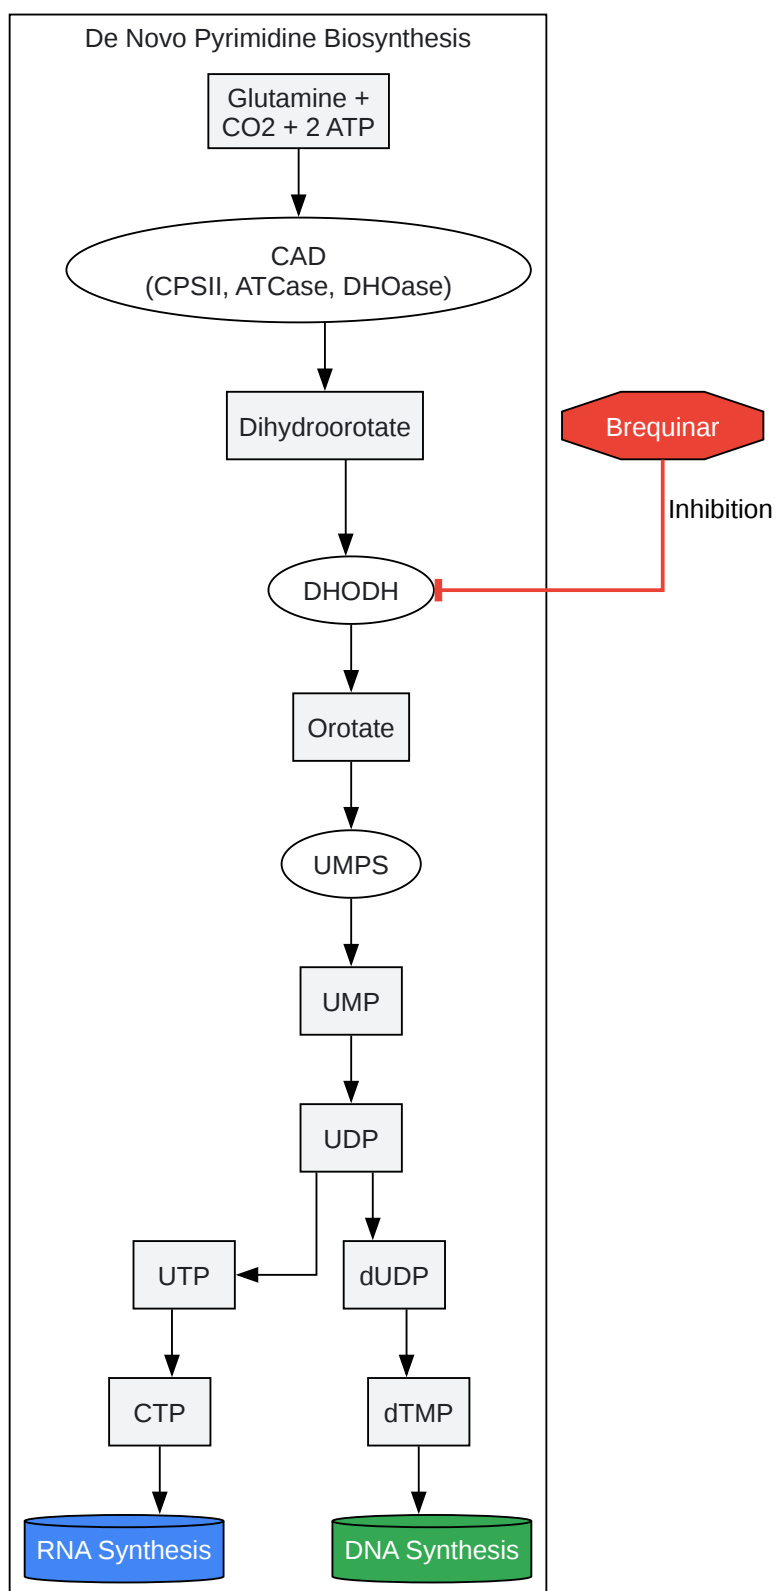 De Novo Pyrimidine Biosynthesis
Glutamine +
CO2 + 2 ATP
CAD
(CPSII, ATCase, DHOase)
Dihydroorotate
Brequinar
Inhibition
DHODH
Orotate
UMPS
UMP
UDP
UTP
dUDP
CTP
dTMP
RNA Synthesis
DNA Synthesis